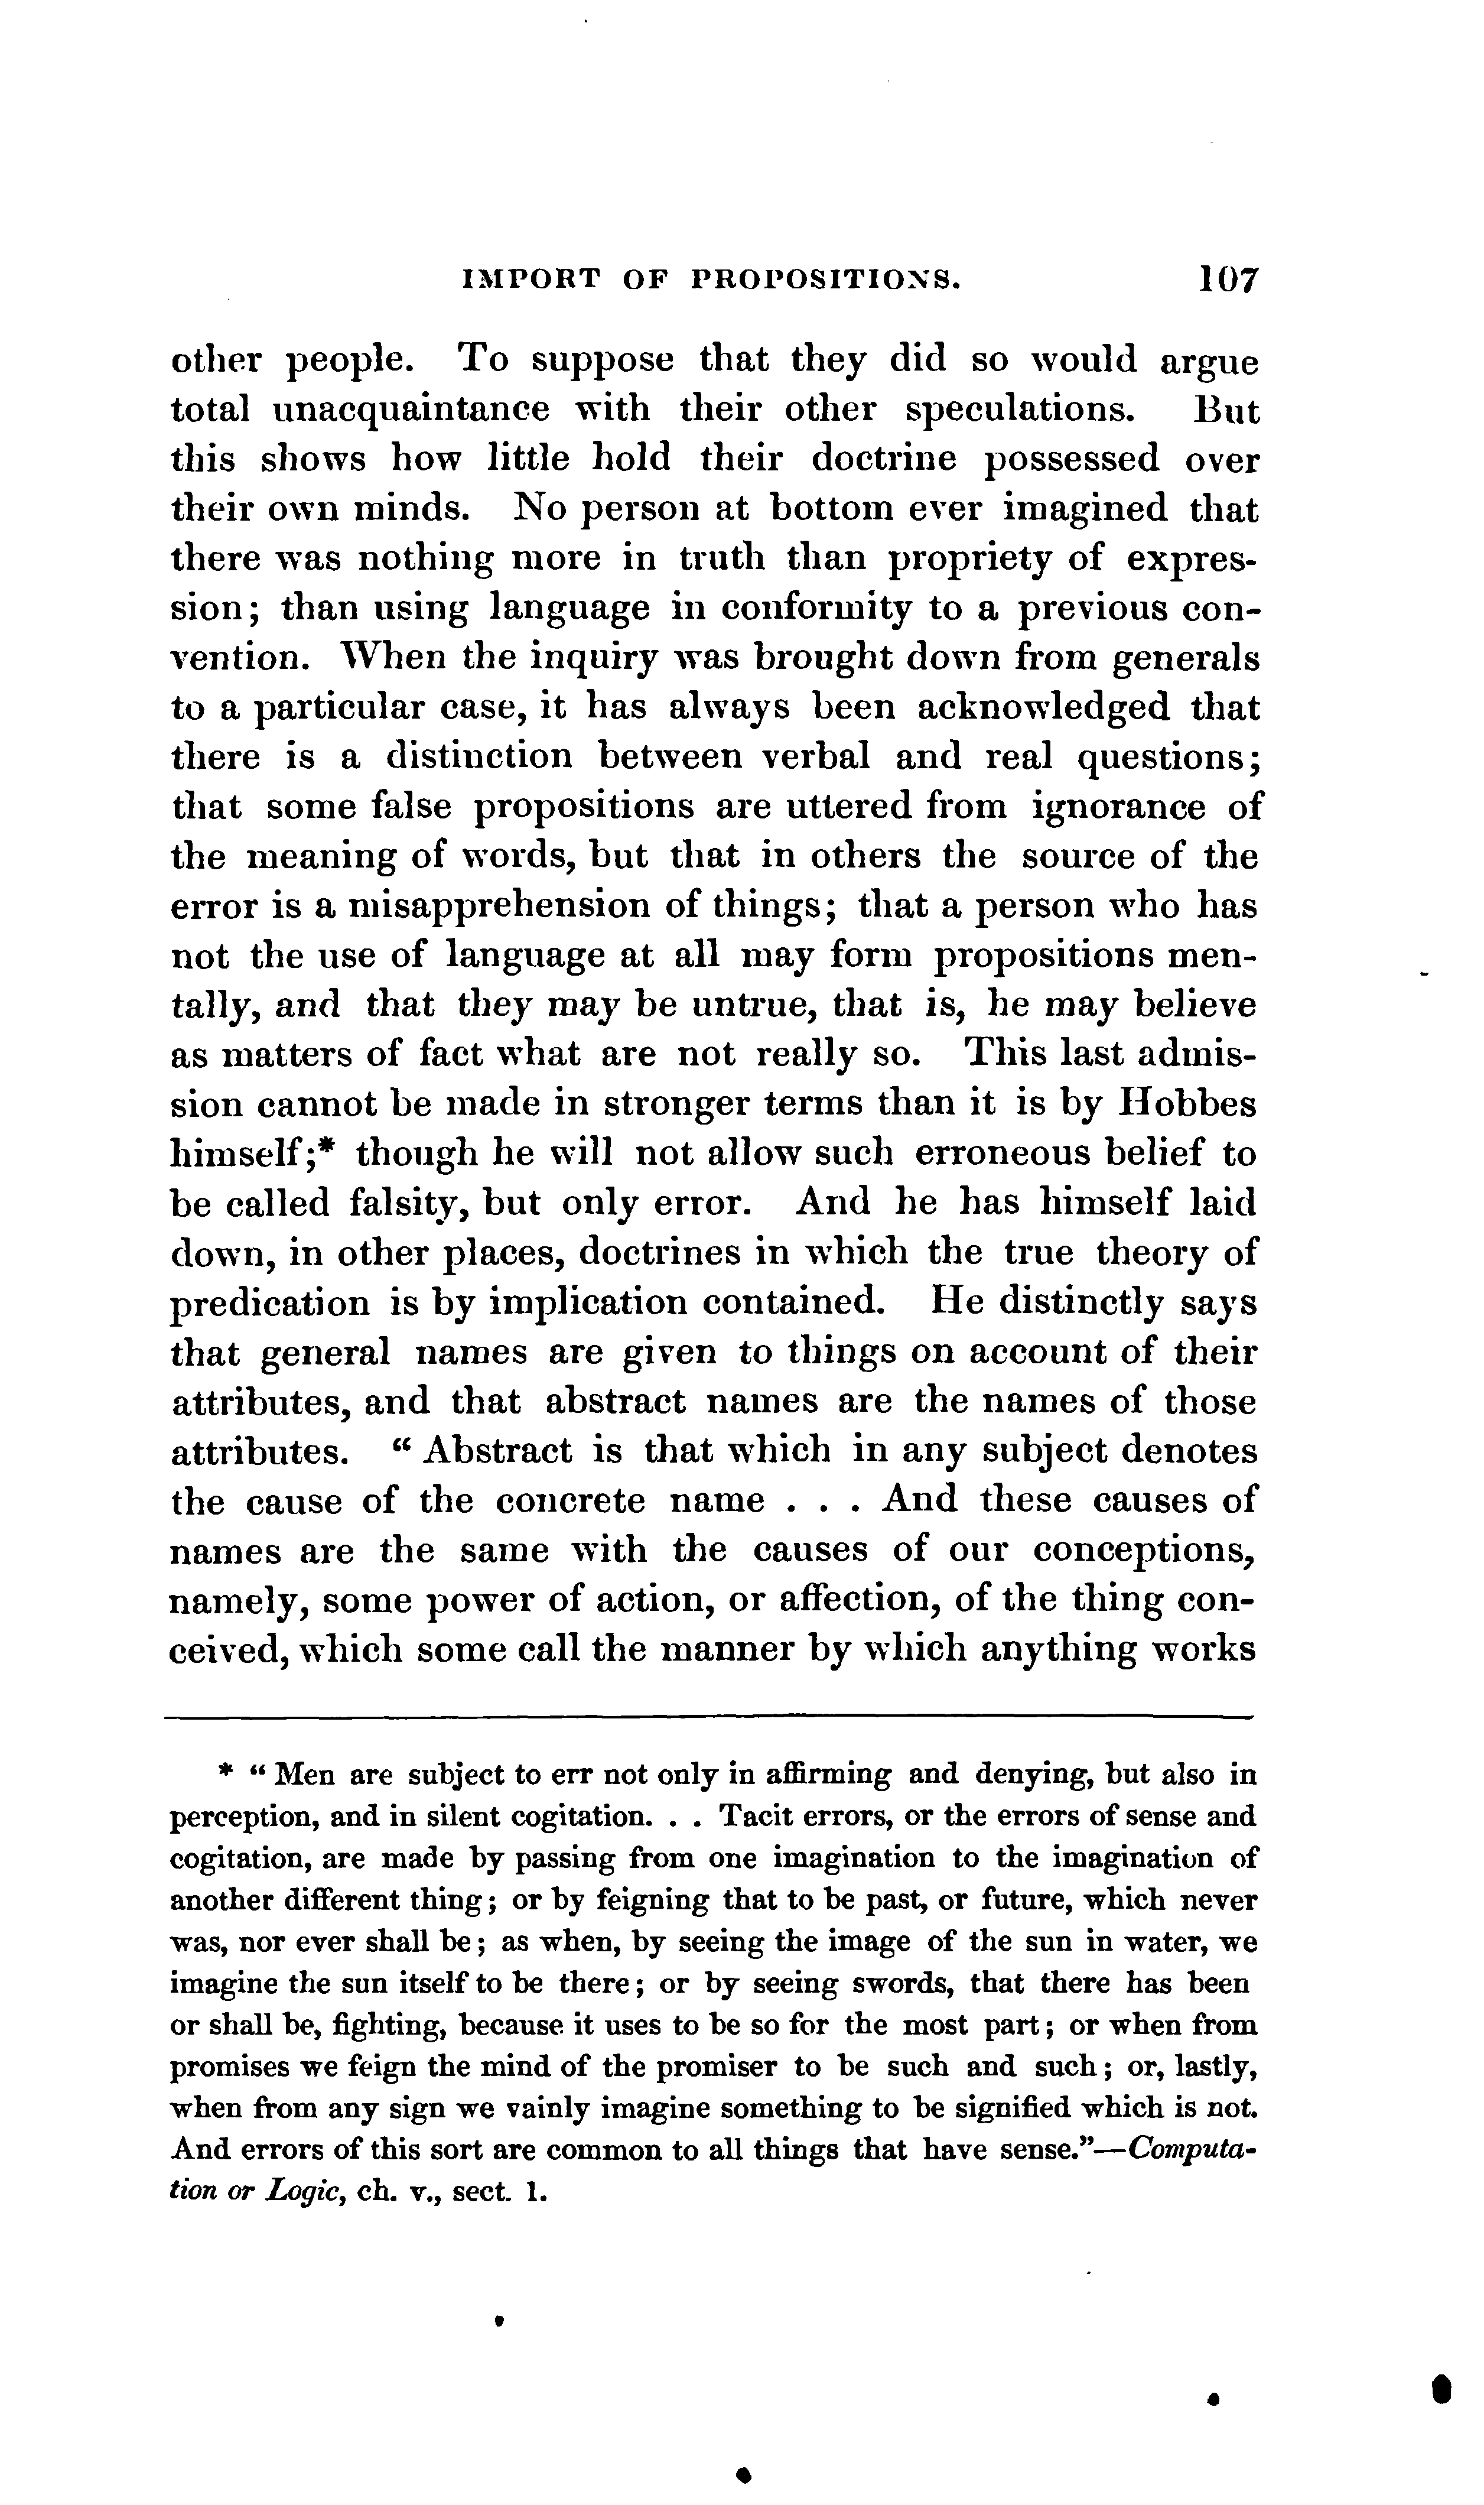 IMPORT OF PROPOSITIONS. 107
other people. To suppose that they did so would argue
total unacquaintance with their other speculations. But
this shows how little hold their doctrine possessed over
their own minds. No person at bottom ever imagined that
there was nothing more in truth than propriety of expres-
sion; than using language in conformity to a previous con-
vention. When the inquiry was brought down from generals
to a particular case, it has always been acknowledged that
there is a distinction between verbal and real questions;
that some false propositions are uttered from ignorance of
the meaning of words, but that in others the source of the
error is a misapprehension of things; that a person who has
not the use of language at all may form propositions men-
tally, and that they may be untrue, that is, he may believe
as matters of fact what are not really so. This last admis-
sion cannot be made in stronger terms than it is by Hobbes
himself;* though he will not allow such erroneous belief to
be called falsity, but only error. And he has himself laid
down, in other places, doctrines in which the true theory of
predication is by implication contained. He distinctly says
that general names are given to things on account of their
attributes, and that abstract names are the names of those
attributes. “ Abstract is that which in any subject denotes
the cause of the concrete name . . . And these causes of
names are the same with the causes of our conceptions,
namely, some power of action, or affection, of the thing con-
ceived, which some call the manner by which anything works
* “ Men are subject to err not only in affirming and denying, but also in
perception, and in silent cogitation. . . Tacit errors, or the errors of sense and
cogitation, are made by passing from one imagination to the imagination of
another different thing; or by feigning that to be past, or future, which never
was, nor ever shall be; as when, by seeing the image of the sun in water, we
imagine the sun itself to be there; or by seeing swords, that there has been
or shall be, fighting, because it uses to be so for the most part; or when from
promises we feign the mind of the promiser to be such and such; or, lastly,
when from any sign we vainly imagine something to be signified which is not.
And errors of this sort are common to all things that have sense.”—Computa-
tion or Logic, ch. v., sect. 1.